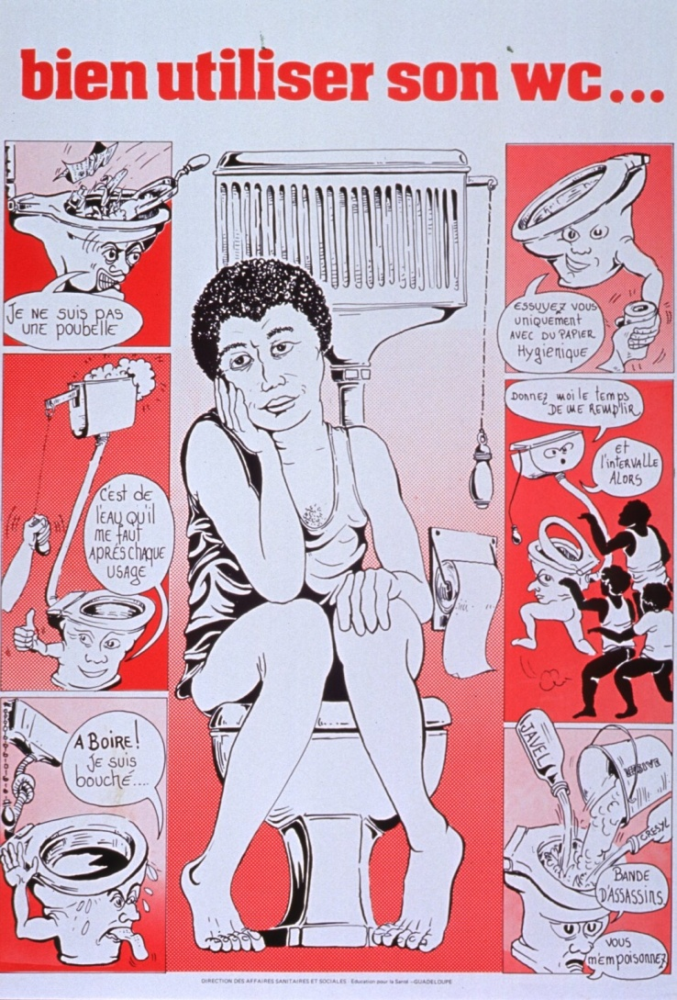 bien utiliser son wc...
JE NE SUIS PAS
UNE POUBELLE
C'EST DE
L'EAU QU'IL
ME FAUT
APRÈS CHAQUE
USAGE
A BOIRE!
Je suis
bouché....
ESSUYEZ VOUS
uniquement
AVEC DU PAPIER
Hygienique
DONNEZ moi le temps
DE ME REMPLIR
et
l'intervalle
ALORS
JAVEL
CRESYL
BANDE
D'ASSASSINS
vous
m'empoisonnez
DIRECTION DES AFFAIRES SANITAIRES ET SOCIALES Education pour la Santé - GUADELOUPE